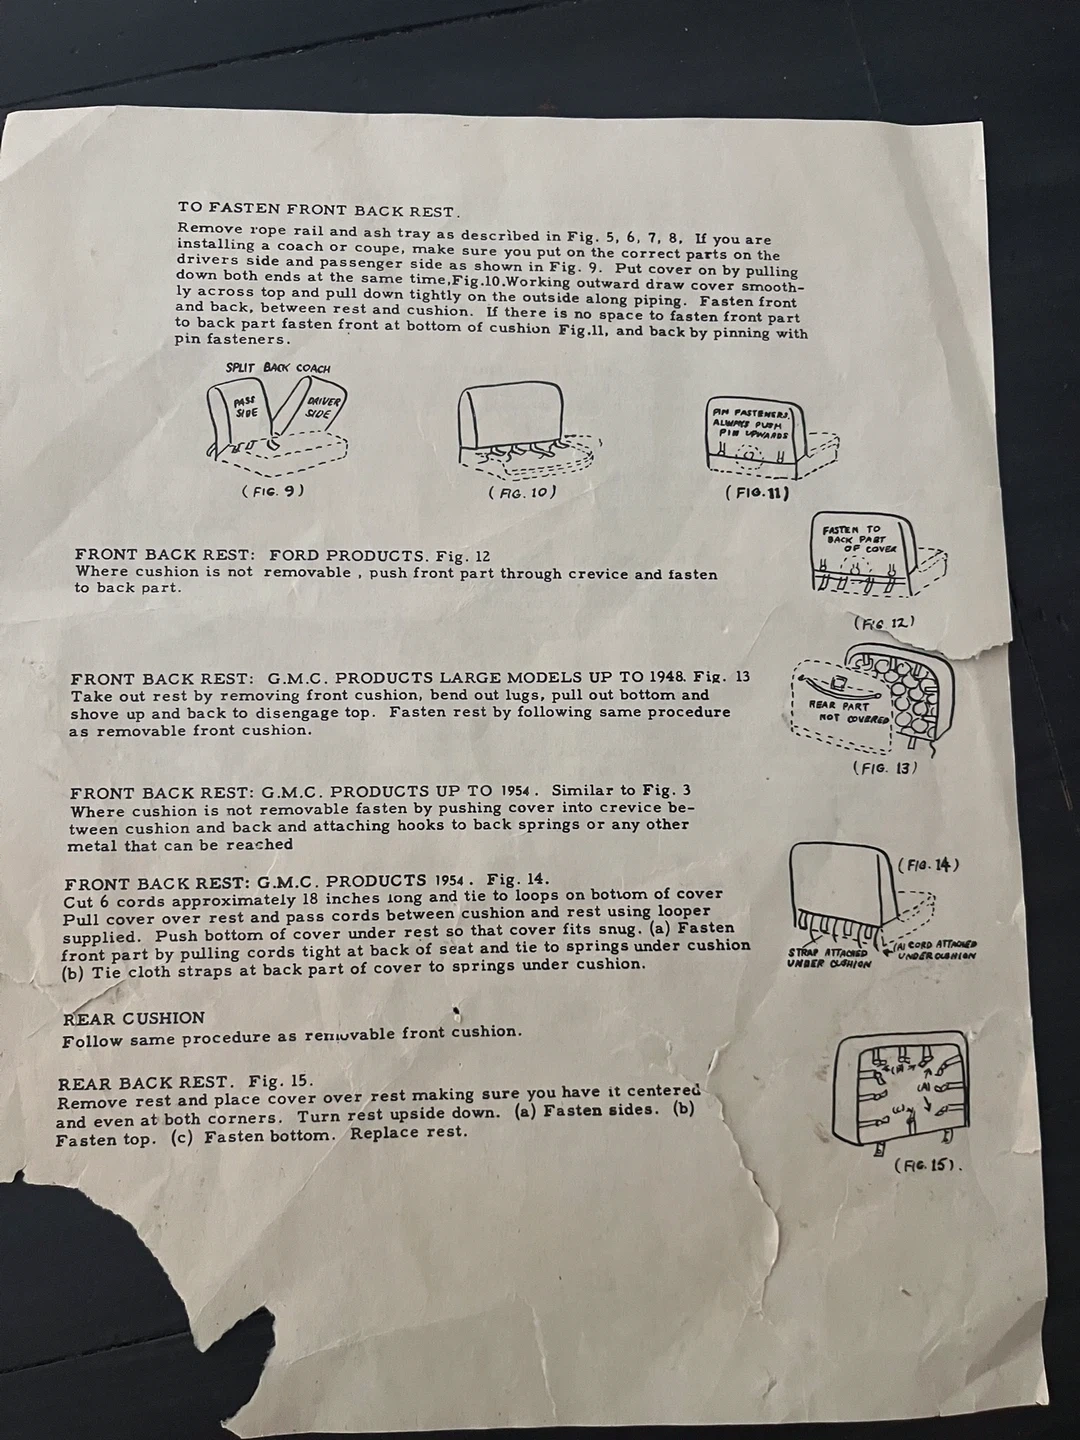 TO FASTEN FRONT BACK REST.
Remove rope rail and ash tray as described in Fig. 5, 6, 7, 8. If you are
installing a coach or coupe, make sure you put on the correct parts on the
drivers side and passenger side as shown in Fig. 9. Put cover on by pulling
down both ends at the same time,Fig.10.Working outward draw cover smooth-
ly across top and pull down tightly on the outside along piping. Fasten front
and back, between rest and cushion. If there is no space to fasten front part
to back part fasten front at bottom of cushion Fig.11, and back by pinning with
pin fasteners.
SPLIT BACK COACH
PASS
SIDE
DRIVER
SIDE
(FIG. 9)
(FIG. 10)
PIN FASTENERS,
ALWAYS PUSH
PIN UPWARDS
(FIG.11)
FRONT BACK REST: FORD PRODUCTS. Fig. 12
Where cushion is not removable , push front part through crevice and fasten
to back part.
FASTEN TO
BACK PART
OF COVER
(FIG 12)
FRONT BACK REST: G.M.C. PRODUCTS LARGE MODELS UP TO 1948. Fig. 13
Take out rest by removing front cushion, bend out lugs, pull out bottom and
shove up and back to disengage top. Fasten rest by following same procedure
as removable front cushion.
REAR PART
NOT COVERED
(FIG. 13)
FRONT BACK REST: G.M.C. PRODUCTS UP TO 1954. Similar to Fig. 3
Where cushion is not removable fasten by pushing cover into crevice be-
tween cushion and back and attaching hooks to back springs or any other
metal that can be reached
FRONT BACK REST: G.M.C. PRODUCTS 1954. Fig. 14.
Cut 6 cords approximately 18 inches long and tie to loops on bottom of cover
Pull cover over rest and pass cords between cushion and rest using looper
supplied. Push bottom of cover under rest so that cover fits snug. (a) Fasten
front part by pulling cords tight at back of seat and tie to springs under cushion
(b) Tie cloth straps at back part of cover to springs under cushion.
(FIG. 14)
STRAP ATTACHED
UNDER CUSHION
(A) CORD ATTACHED
UNDER CUSHION
REAR CUSHION
Follow same procedure as removable front cushion.
REAR BACK REST. Fig. 15.
Remove rest and place cover over rest making sure you have it centered
and even at both corners. Turn rest upside down. (a) Fasten sides. (b)
Fasten top. (c) Fasten bottom. Replace rest.
(A)
(FIG. 15).